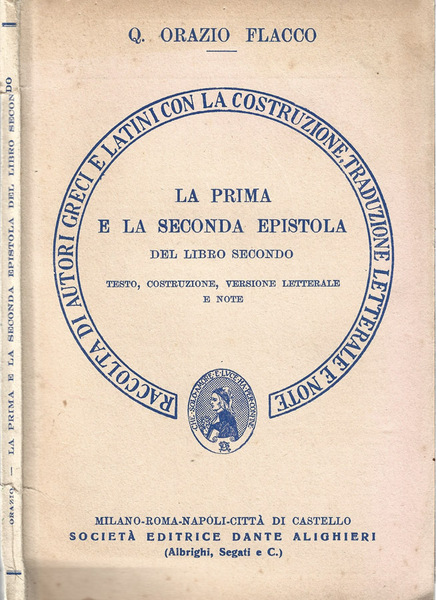 Q. ORAZIO FLACCO
RACCOLTA DI AUTORI GRECI E LATINI CON LA COSTRUZIONE, TRADUZIONE LETTERALE E NOTE
LA PRIMA
E LA SECONDA EPISTOLA
DEL LIBRO SECONDO
TESTO, COSTRUZIONE, VERSIONE LETTERALE
E NOTE
MILANO-ROMA-NAPOLI-CITTÀ DI CASTELLO
SOCIETÀ EDITRICE DANTE ALIGHIERI
(Albrighi, Segati e C.)
ORAZIO — LA PRIMA E LA SECONDA EPISTOLA DEL LIBRO SECONDO